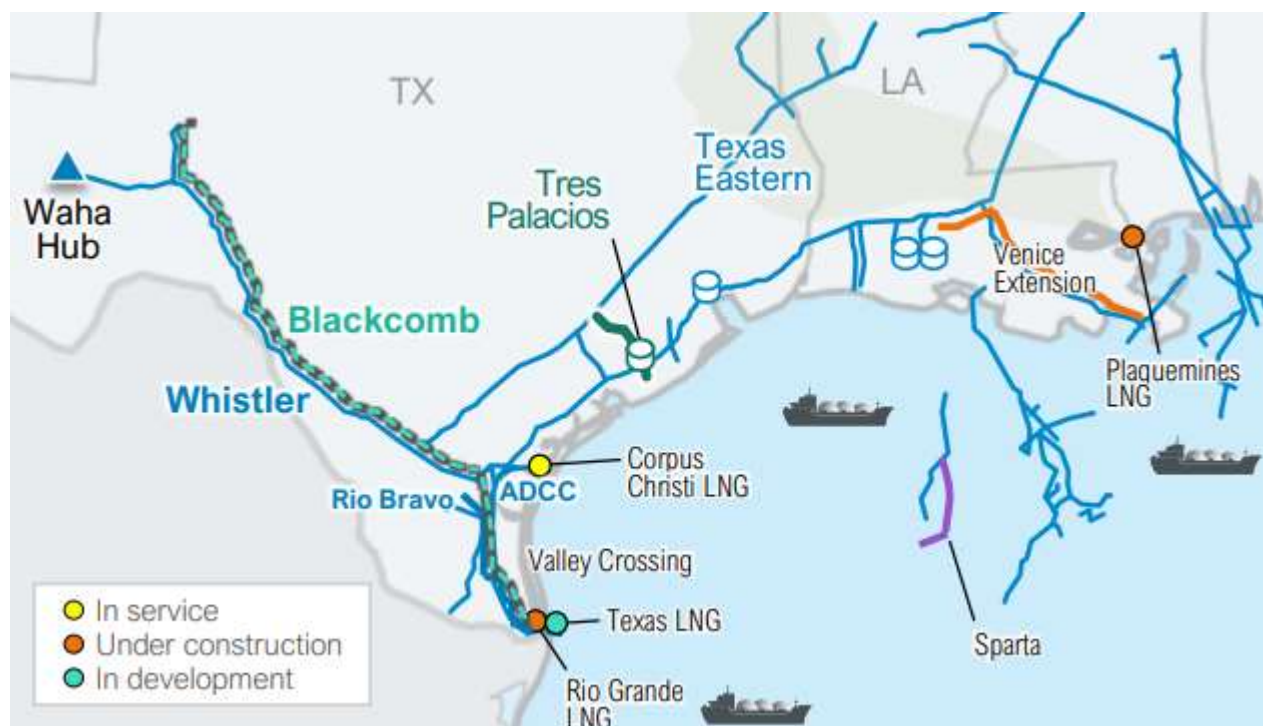 TX
LA
Waha
Hub
Tres
Palacios
Texas
Eastern
Blackcomb
Whistler
Venice
Extension
Plaquemines
LNG
Corpus
Christi LNG
Rio Bravo
ADCC
Valley Crossing
Texas LNG
Rio Grande
LNG
Sparta
In service
Under construction
In development